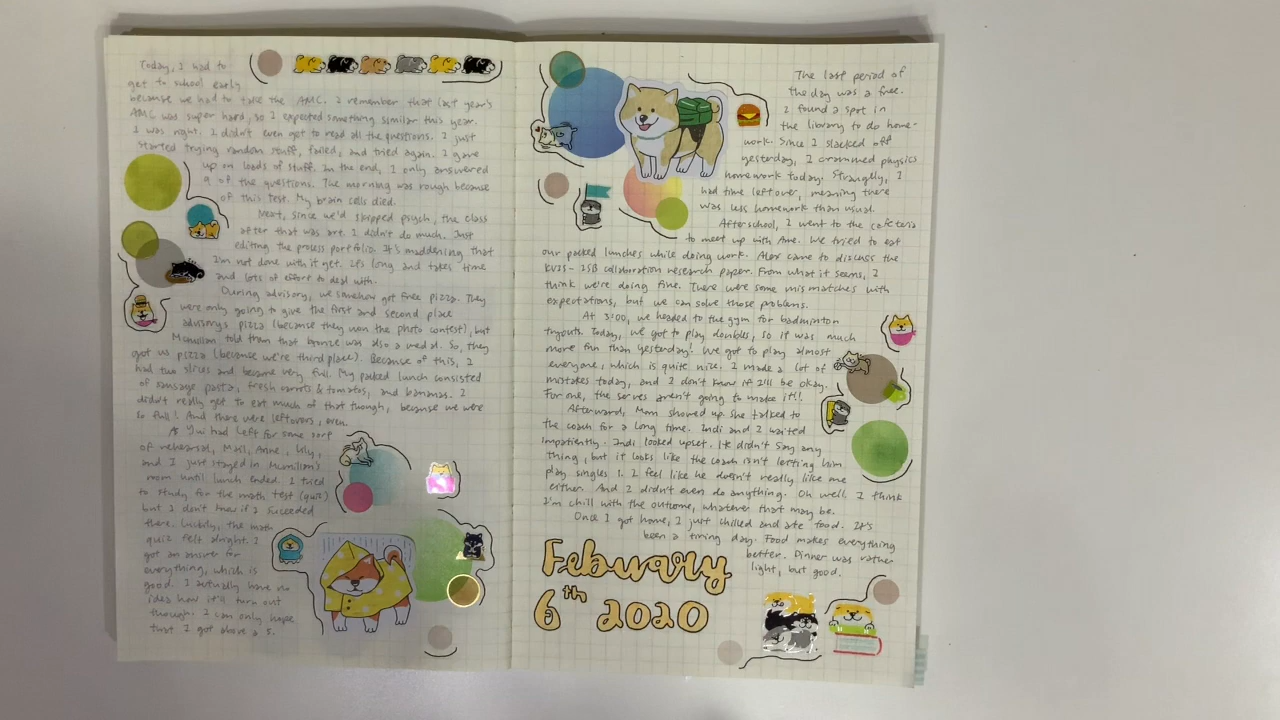 Today, I had to
get to school early
because we had to take the AMC. I remember that last year's
AMC was super hard, so I expected something similar this year.
I was right. I didn't even get to read all the questions. I just
started trying random stuff, failed, and tried again. I gave
up on loads of stuff. In the end, I only answered
9 of the questions. The morning was rough because
of this test. My brain cells died.
Next, since we'd skipped psych, the class
after that was art. I didn't do much. Just
editing the process portfolio. It's maddening that
I'm not done with it yet. It's long and takes time
and lots of effort to deal with.
During advisory, we somehow got free pizza. They
were only going to give the first and second place
advisorys pizza (because they won the photo contest), but
Mcmillan told them that bronze was also a medal. So, they
got us pizza (because we're third place). Because of this, I
had two slices and became very full. My packed lunch consisted
of sausage pasta, fresh carrots & tomatos, and bananas. I
didn't really get to eat much of that though, because we were
so full! And there were leftovers, even.
As Yui had left for some sort
of rehearsal, Mail, Anne, Lily,
and I just stayed in Mcmillan's
room until lunch ended. I tried
to study for the math test (quiz)
but I don't know if I succeeded
there. Luckily, the math
quiz felt alright. I
got an answer for
everything, which is
good. I actually have no
idea how it'll turn out
though. I can only hope
that I got above a 5.
The last period of
the day was a free.
I found a spot in
the library to do home-
work. Since I slacked off
yesterday, I crammed physics
homework today. Strangely, I
had time leftover, meaning there
was less homework than usual.
After school, I went to the cafeteria
to meet up with Anne. We tried to eat
our packed lunches while doing work. Alex came to discuss the
KVIS-ISB collaboration research paper. From what it seems, I
think we're doing fine. There were some mismatches with
expectations, but we can solve those problems.
At 3:00, we headed to the gym for badminton
tryouts. Today, we got to play doubles, so it was much
more fun than yesterday. We got to play almost
everyone, which is quite nice. I made a lot of
mistakes today, and I don't know if I'll be okay.
For one, the serves aren't going to make it!!
Afterward, Mom showed up. She talked to
the coach for a long time. Indi and I waited
impatiently. Indi looked upset. He didn't say any
thing, but it looks like the coach isn't letting him
play singles 1. I feel like he doesn't really like me
either. And I didn't even do anything. Oh well. I think
I'm chill with the outcome, whatever that may be.
Once I got home, I just chilled and ate food. It's
been a tiring day. Food makes everything
better. Dinner was rather
light, but good.
Febuary
6th 2020